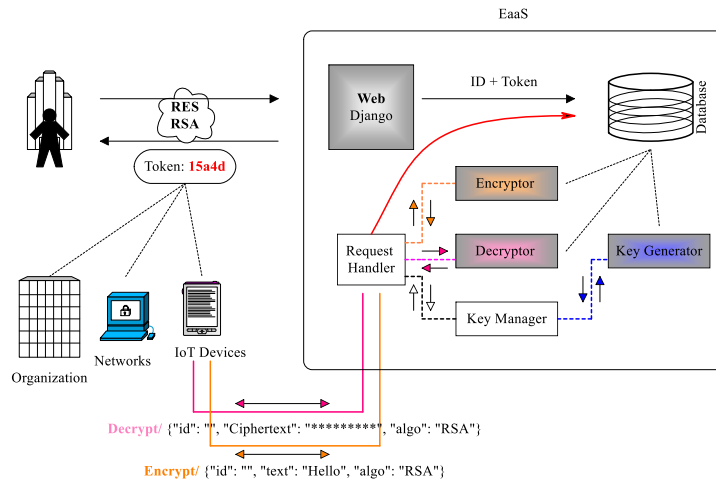 EaaS
RES
RSA
Web
Django
ID + Token
Database
Token: 15a4d
Encryptor
Request
Handler
Decryptor
Key Generator
Key Manager
Organization
Networks
IoT Devices
Decrypt/ {"id": "", "Ciphertext": "*********", "algo": "RSA"}
Encrypt/ {"id": "", "text": "Hello", "algo": "RSA"}